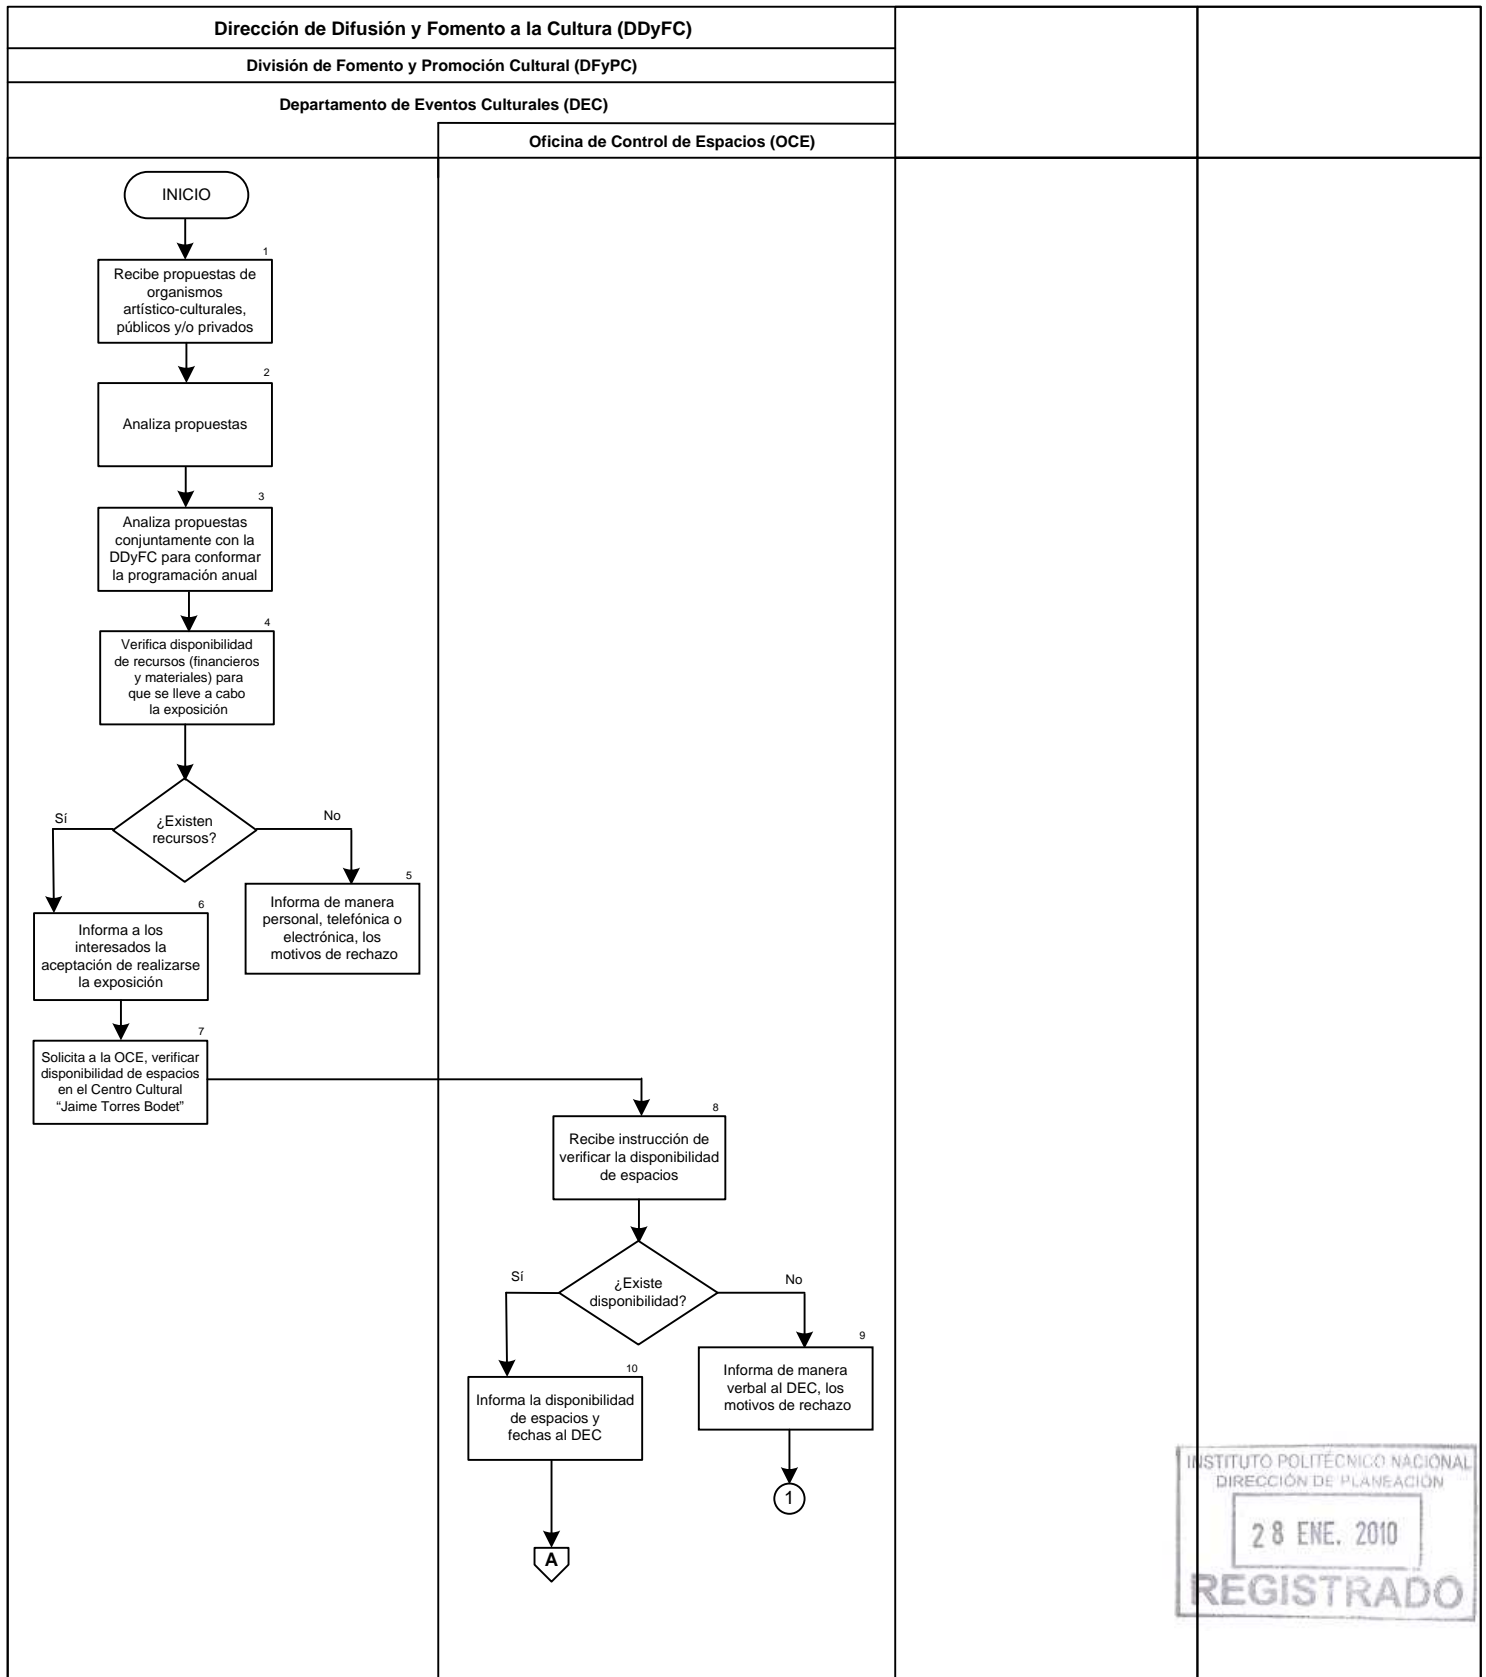 Dirección de Difusión y Fomento a la Cultura (DDyFC)
División de Fomento y Promoción Cultural (DFyPC)
Departamento de Eventos Culturales (DEC)
Oficina de Control de Espacios (OCE)
INICIO
1
Recibe propuestas de
organismos
artístico-culturales,
públicos y/o privados
2
Analiza propuestas
3
Analiza propuestas
conjuntamente con la
DDyFC para conformar
la programación anual
4
Verifica disponibilidad
de recursos (financieros
y materiales) para
que se lleve a cabo
la exposición
¿Existen
recursos?
Sí
No
5
Informa de manera
personal, telefónica o
electrónica, los
motivos de rechazo
6
Informa a los
interesados la
aceptación de realizarse
la exposición
7
Solicita a la OCE, verificar
disponibilidad de espacios
en el Centro Cultural
“Jaime Torres Bodet”
8
Recibe instrucción de
verificar la disponibilidad
de espacios
¿Existe
disponibilidad?
Sí
No
9
Informa de manera
verbal al DEC, los
motivos de rechazo
10
Informa la disponibilidad
de espacios y
fechas al DEC
1
A
INSTITUTO POLITÉCNICO NACIONAL
DIRECCIÓN DE PLANEACIÓN
28 ENE. 2010
REGISTRADO